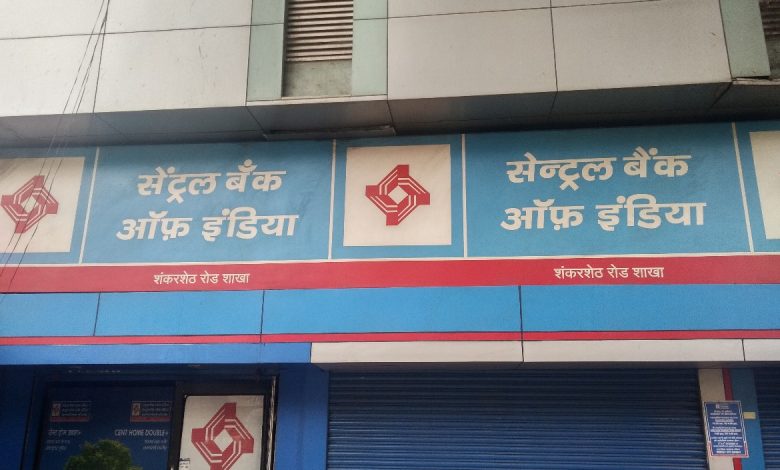 सेंट्रल बँक
ऑफ़ इंडिया
शंकरशेठ रोड शाखा
सेन्ट्रल बैंक
ऑफ़ इंडिया
शंकरशेठ रोड शाखा
CENT HOME DOUBLE+